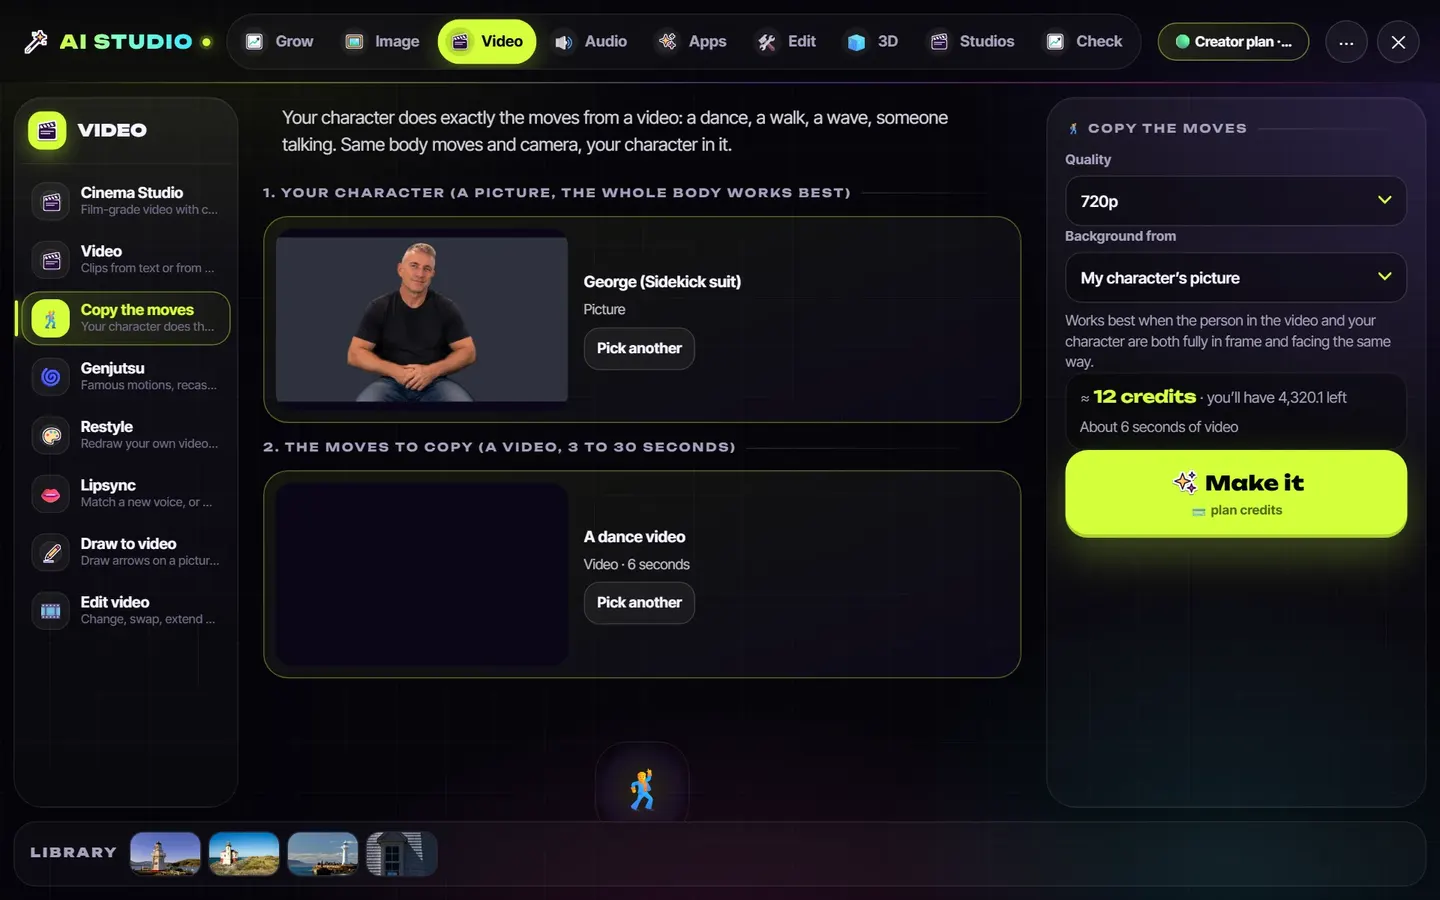 AI STUDIO
Grow
Image
Video
Audio
Apps
Edit
3D
Studios
Check
Creator plan ·...
...
VIDEO
Cinema Studio
Film-grade video with c...
Video
Clips from text or from ...
Copy the moves
Your character does th...
Genjutsu
Famous motions, recas...
Restyle
Redraw your own video...
Lipsync
Match a new voice, or ...
Draw to video
Draw arrows on a pictur...
Edit video
Change, swap, extend ...
Your character does exactly the moves from a video: a dance, a walk, a wave, someone
talking. Same body moves and camera, your character in it.
1. YOUR CHARACTER (A PICTURE, THE WHOLE BODY WORKS BEST)
George (Sidekick suit)
Picture
Pick another
2. THE MOVES TO COPY (A VIDEO, 3 TO 30 SECONDS)
A dance video
Video · 6 seconds
Pick another
COPY THE MOVES
Quality
720p
Background from
My character’s picture
Works best when the person in the video and your
character are both fully in frame and facing the same
way.
≈ 12 credits · you’ll have 4,320.1 left
About 6 seconds of video
Make it
plan credits
LIBRARY